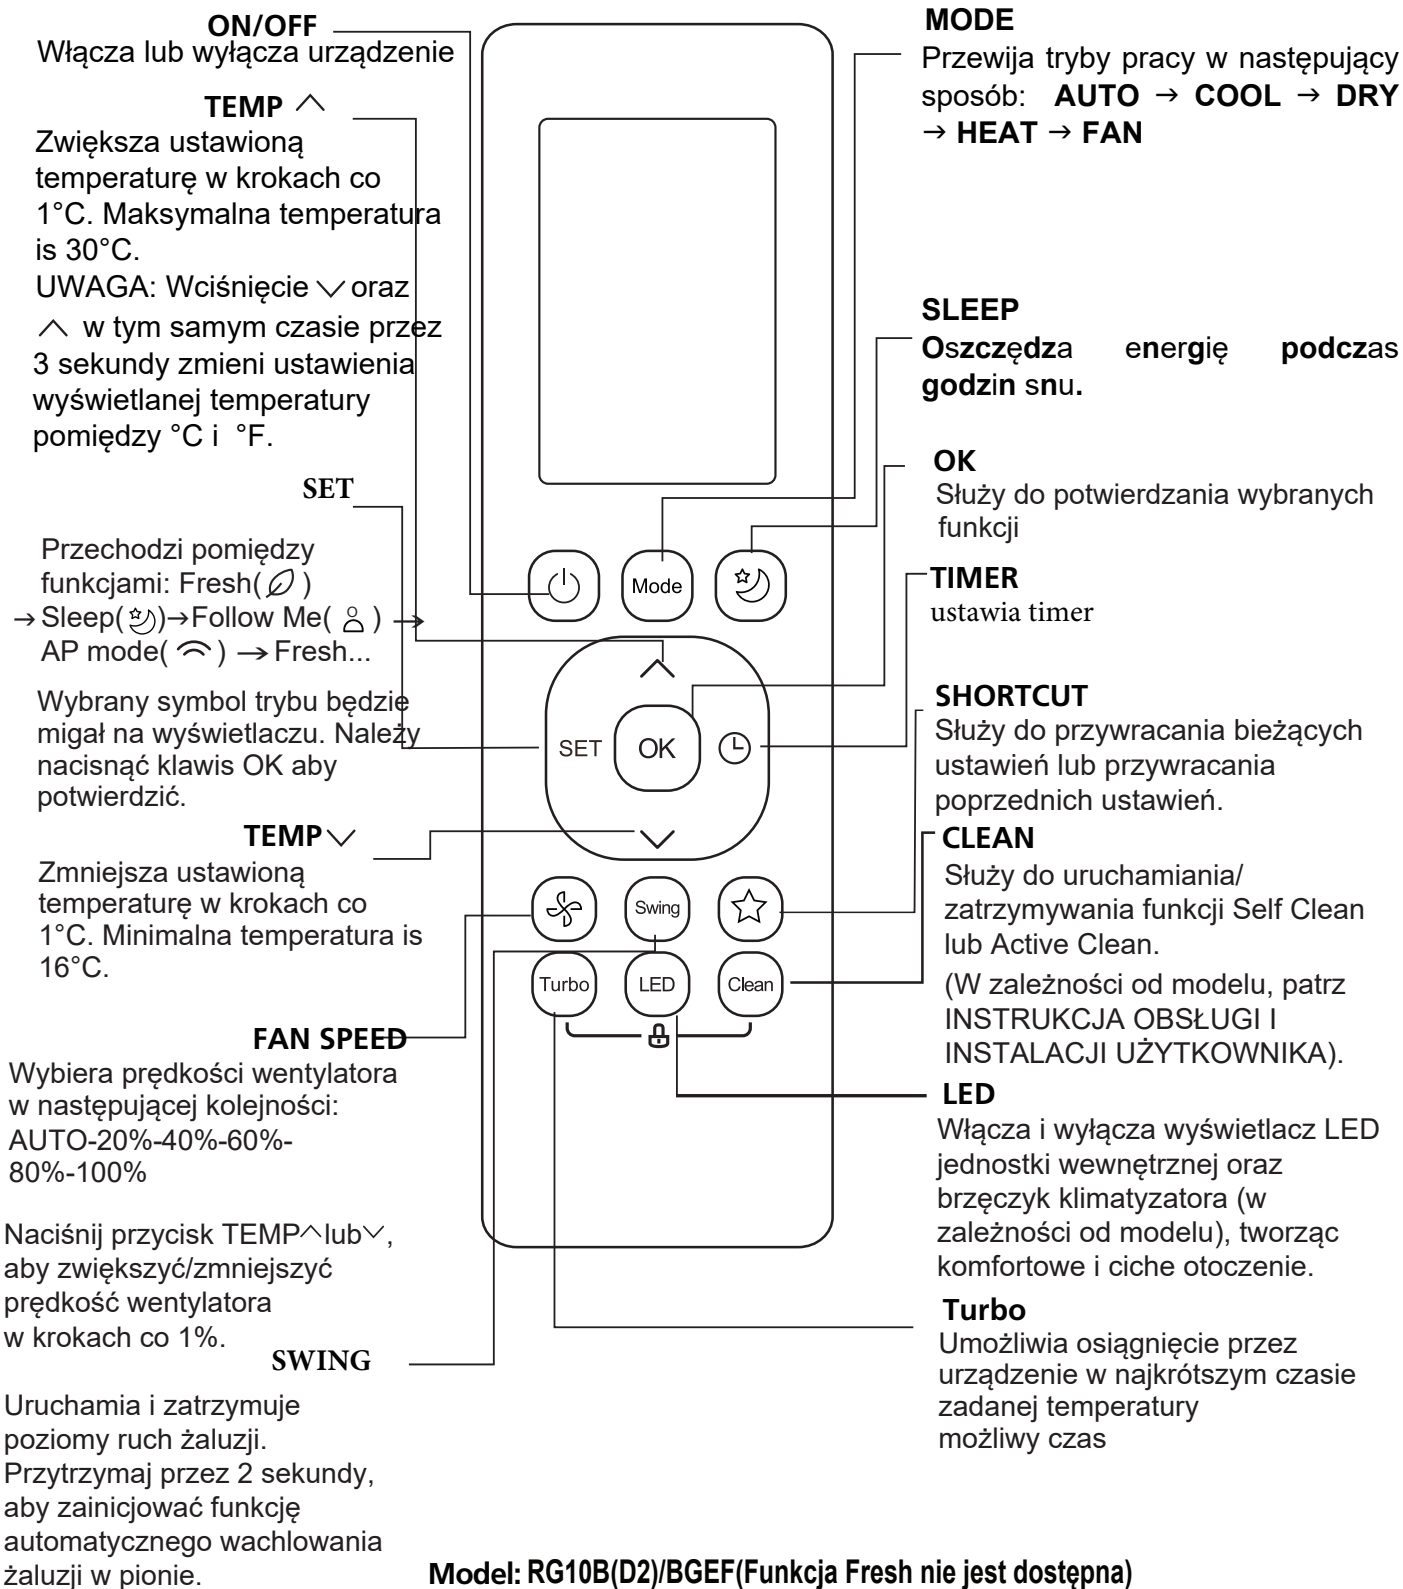 ON/OFF
Włącza lub wyłącza urządzenie
TEMP ︿
Zwiększa ustawioną
temperaturę w krokach co
1°C. Maksymalna temperatura
is 30°C.
UWAGA: Wciśnięcie ﹀ oraz
︿ w tym samym czasie przez
3 sekundy zmieni ustawienia
wyświetlanej temperatury
pomiędzy °C i °F.
SET
Przechodzi pomiędzy
funkcjami: Fresh( )
→ Sleep( )→Follow Me( ) →
AP mode( ) → Fresh...
Wybrany symbol trybu będzie
migał na wyświetlaczu. Należy
nacisnąć klawis OK aby
potwierdzić.
TEMP ﹀
Zmniejsza ustawioną
temperaturę w krokach co
1°C. Minimalna temperatura is
16°C.
FAN SPEED
Wybiera prędkości wentylatora
w następującej kolejności:
AUTO-20%-40%-60%-
80%-100%
Naciśnij przycisk TEMP︿lub﹀,
aby zwiększyć/zmniejszyć
prędkość wentylatora
w krokach co 1%.
SWING
Uruchamia i zatrzymuje
poziomy ruch żaluzji.
Przytrzymaj przez 2 sekundy,
aby zainicjować funkcję
automatycznego wachlowania
żaluzji w pionie.
Mode
SET
OK
Swing
Turbo
LED
Clean
MODE
Przewija tryby pracy w następujący
sposób: AUTO → COOL → DRY
→ HEAT → FAN
SLEEP
Oszczędza energię podczas
godzin snu.
OK
Służy do potwierdzania wybranych
funkcji
TIMER
ustawia timer
SHORTCUT
Służy do przywracania bieżących
ustawień lub przywracania
poprzednich ustawień.
CLEAN
Służy do uruchamiania/
zatrzymywania funkcji Self Clean
lub Active Clean.
(W zależności od modelu, patrz
INSTRUKCJA OBSŁUGI I
INSTALACJI UŻYTKOWNIKA).
LED
Włącza i wyłącza wyświetlacz LED
jednostki wewnętrznej oraz
brzęczyk klimatyzatora (w
zależności od modelu), tworząc
komfortowe i ciche otoczenie.
Turbo
Umożliwia osiągnięcie przez
urządzenie w najkrótszym czasie
zadanej temperatury
możliwy czas
Model: RG10B(D2)/BGEF(Funkcja Fresh nie jest dostępna)